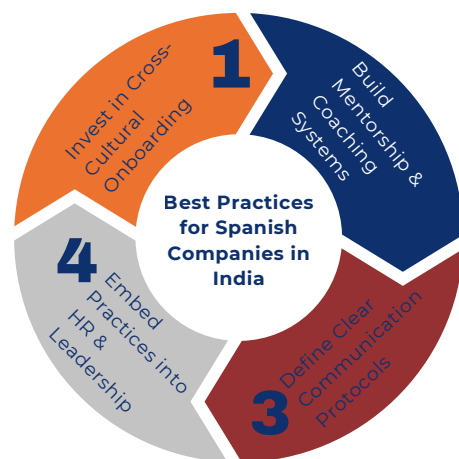 1
Invest in Cross-
Cultural
Onboarding
Build
Mentorship &
Coaching
Systems
3
Define Clear
Communication
Protocols
4
Embed
Practices into
HR &
Leadership
Best Practices
for Spanish
Companies in
India